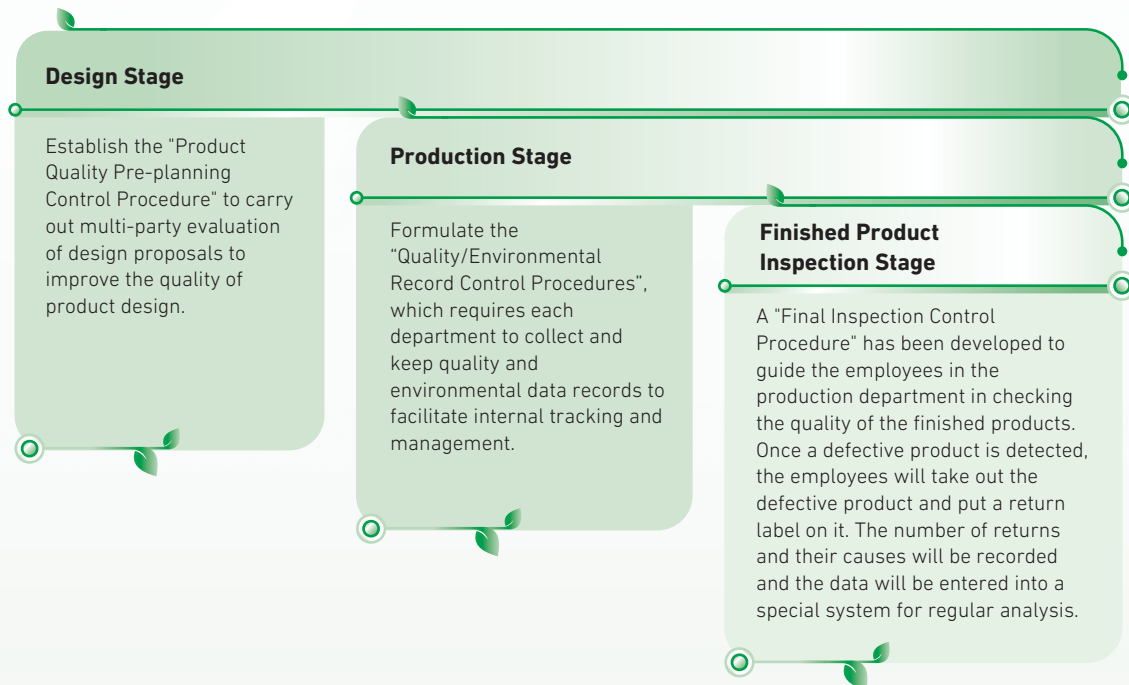 Design Stage
Establish the "Product
Quality Pre-planning
Control Procedure" to carry
out multi-party evaluation
of design proposals to
improve the quality of
product design.
Production Stage
Formulate the
“Quality/Environmental
Record Control Procedures”,
which requires each
department to collect and
keep quality and
environmental data records to
facilitate internal tracking and
management.
Finished Product
Inspection Stage
A "Final Inspection Control
Procedure" has been developed to
guide the employees in the
production department in checking
the quality of the finished products.
Once a defective product is detected,
the employees will take out the
defective product and put a return
label on it. The number of returns
and their causes will be recorded
and the data will be entered into a
special system for regular analysis.